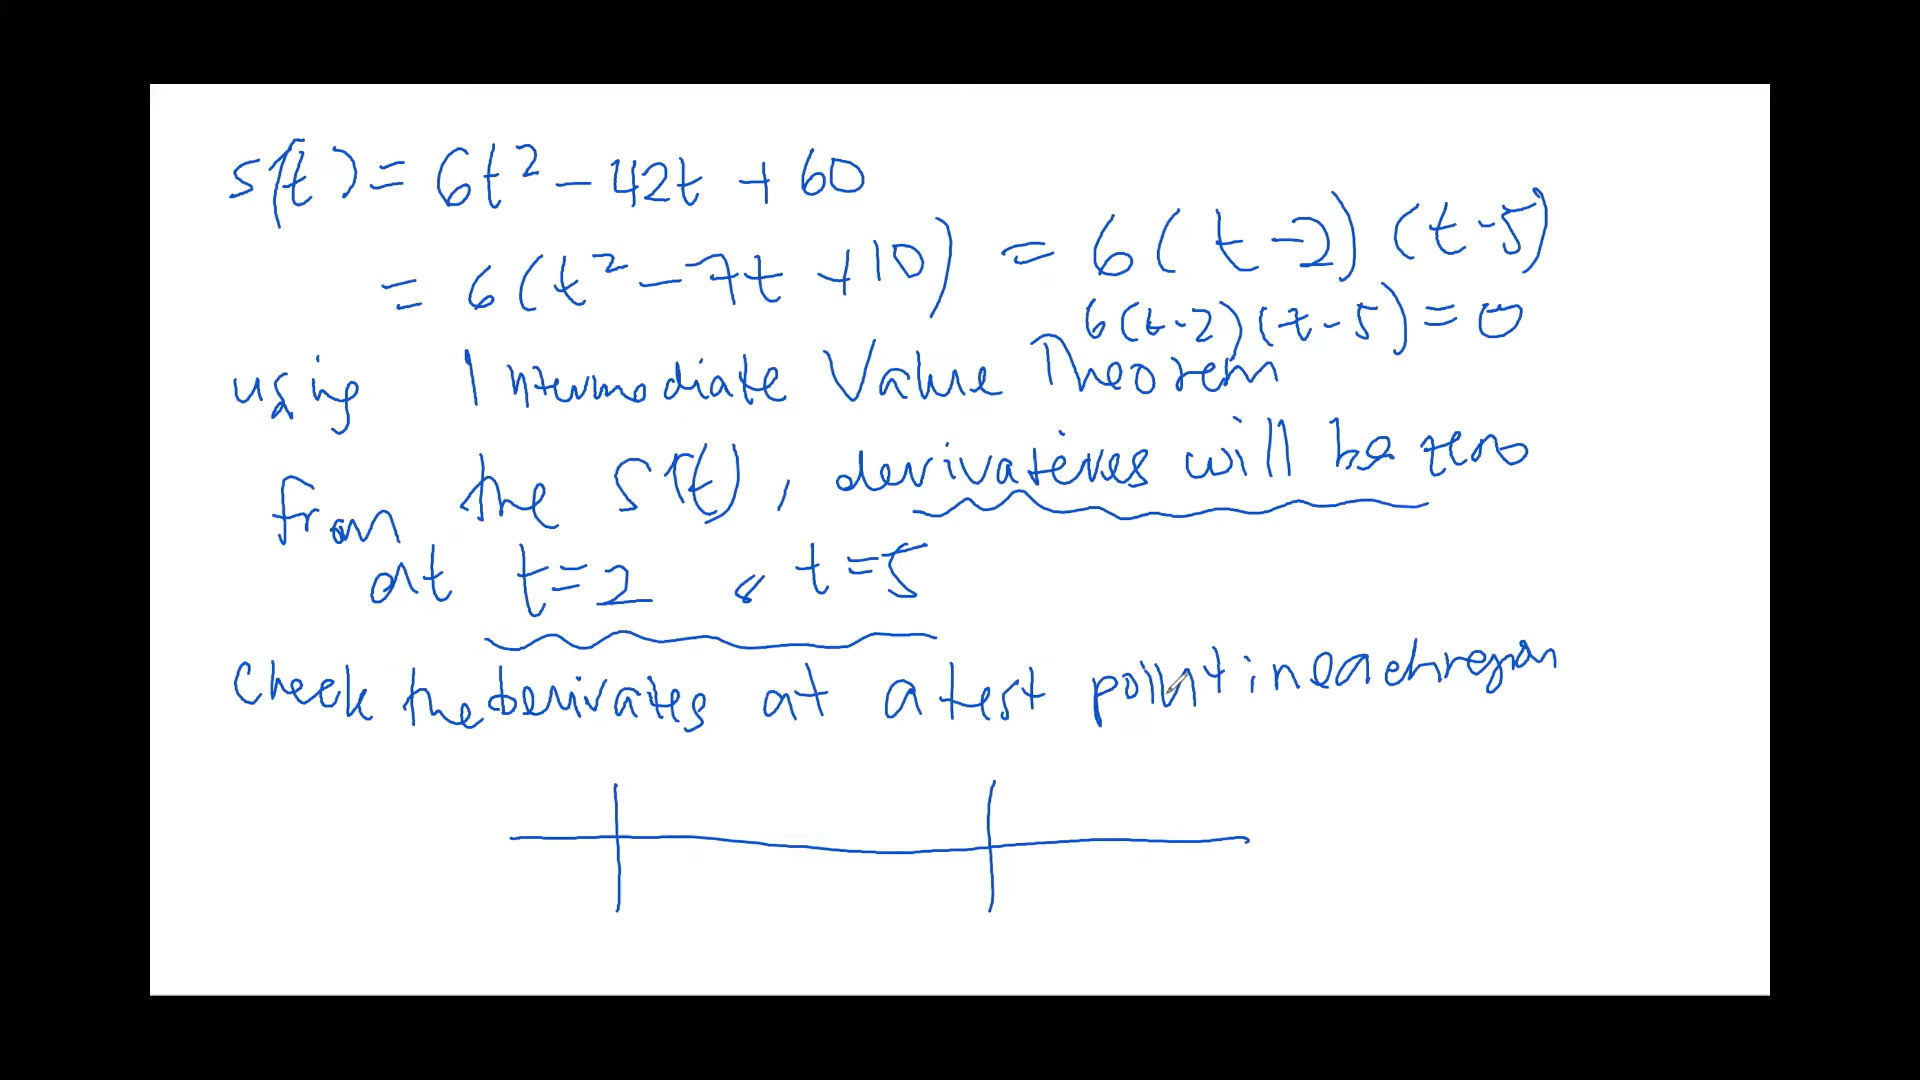 s'(t) = 6t² - 42t + 60
= 6(t² - 7t + 10) = 6(t-2)(t-5)
6(t-2)(t-5) = 0
using Intermediate Value Theorem
from the s'(t), derivatives will be zero
at t=2 & t=5
Check the derivates at a test point in each region